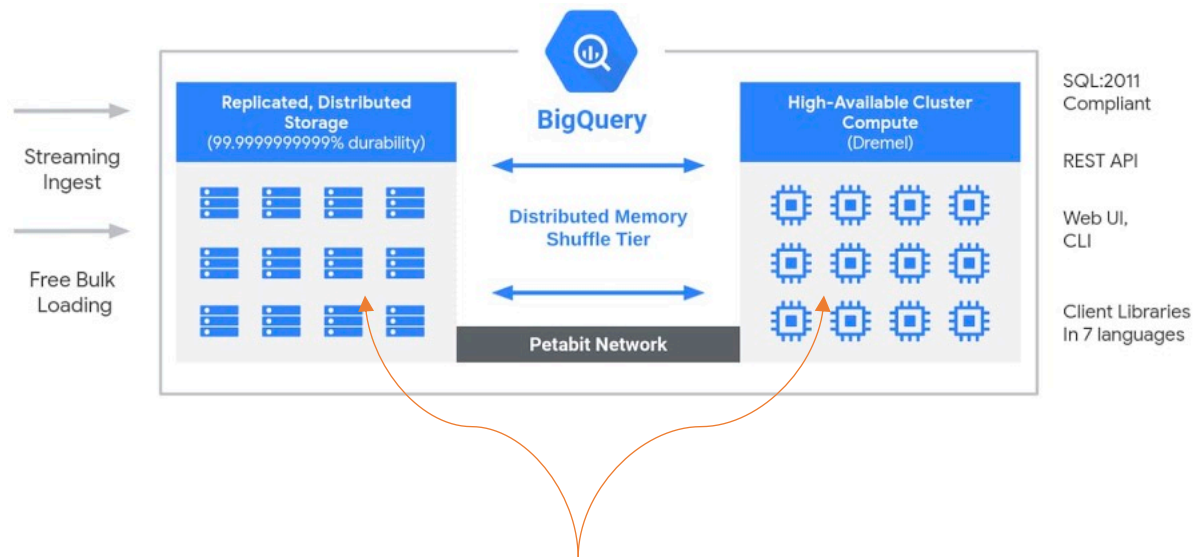 Streaming
Ingest
Free Bulk
Loading
Replicated, Distributed
Storage
(99.9999999999% durability)
BigQuery
Distributed Memory
Shuffle Tier
Petabit Network
High-Available Cluster
Compute
(Dremel)
SQL:2011
Compliant
REST API
Web UI,
CLI
Client Libraries
In 7 languages